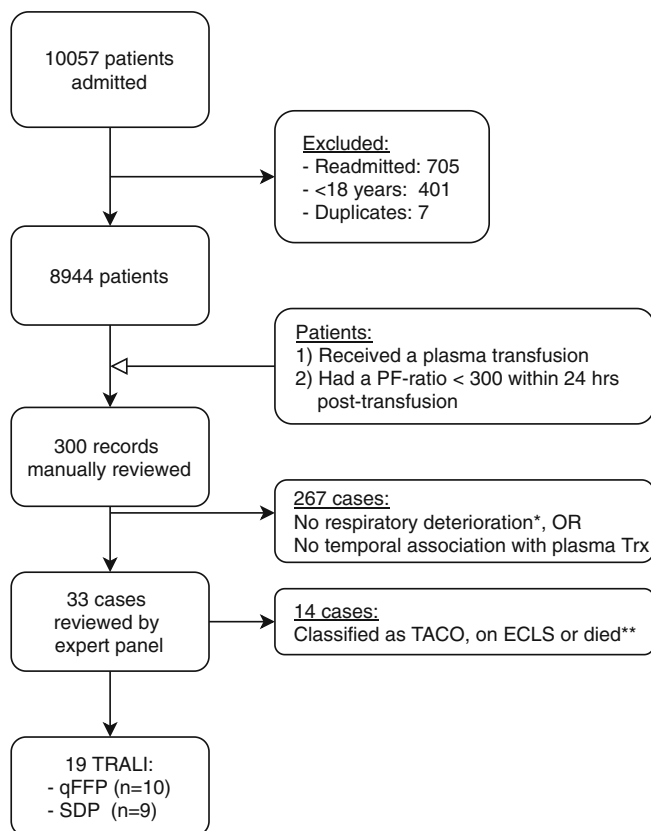 10057 patients
admitted
Excluded:
- Readmitted: 705
- <18 years: 401
- Duplicates: 7
8944 patients
Patients:
1) Received a plasma transfusion
2) Had a PF-ratio < 300 within 24 hrs
post-transfusion
300 records
manually reviewed
267 cases:
No respiratory deterioration*, OR
No temporal association with plasma Trx
33 cases
reviewed by
expert panel
14 cases:
Classified as TACO, on ECLS or died**
19 TRALI:
- qFFP (n=10)
- SDP (n=9)